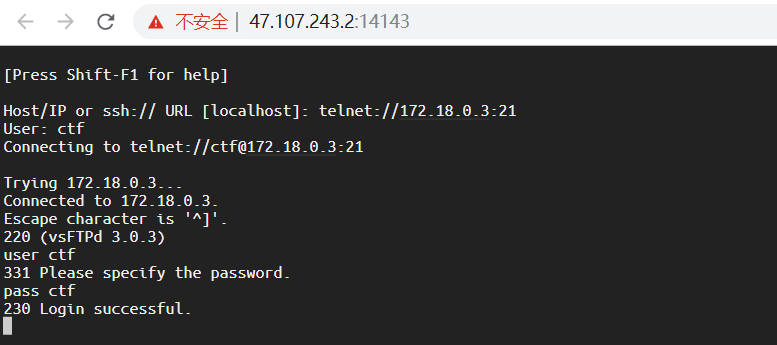 不安全 | 47.107.243.2:14143
[Press Shift-F1 for help]
Host/IP or ssh:// URL [localhost]: telnet://172.18.0.3:21
User: ctf
Connecting to telnet://ctf@172.18.0.3:21
Trying 172.18.0.3...
Connected to 172.18.0.3.
Escape character is '^]'.
220 (vsFTPd 3.0.3)
user ctf
331 Please specify the password.
pass ctf
230 Login successful.